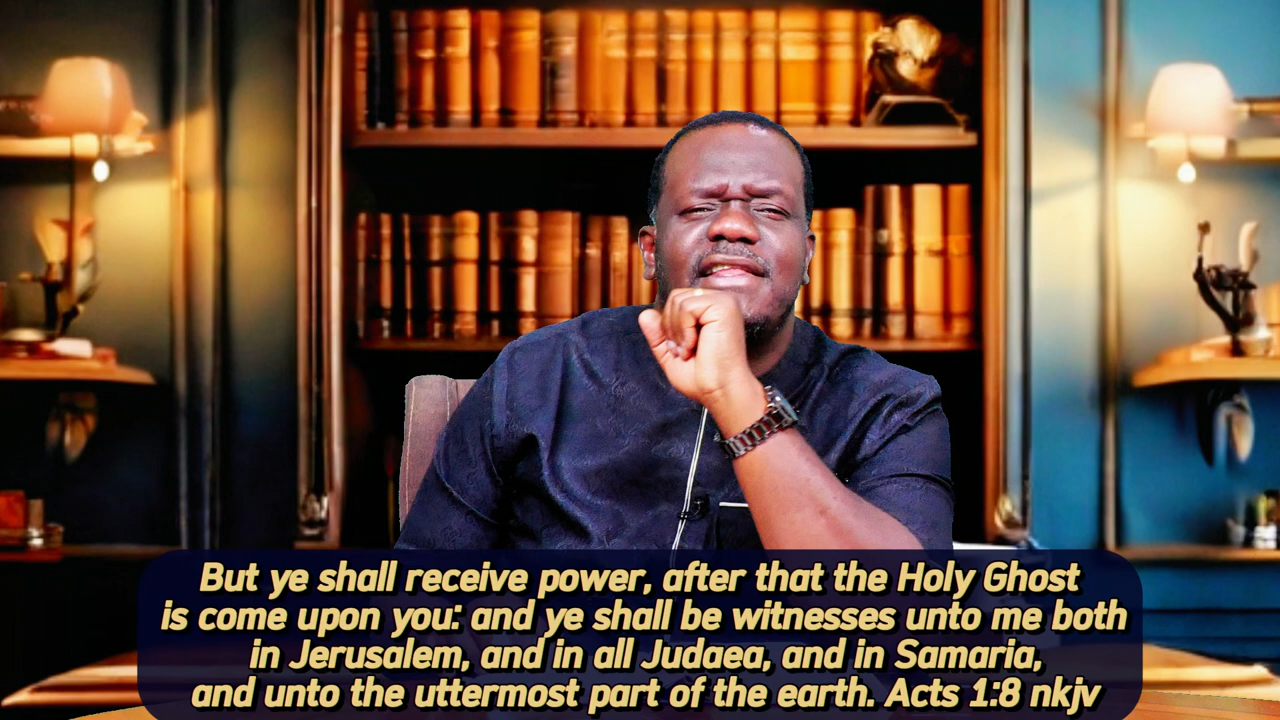 But ye shall receive power, after that the Holy Ghost
is come upon you: and ye shall be witnesses unto me both
in Jerusalem, and in all Judaea, and in Samaria,
and unto the uttermost part of the earth. Acts 1:8 nkjv